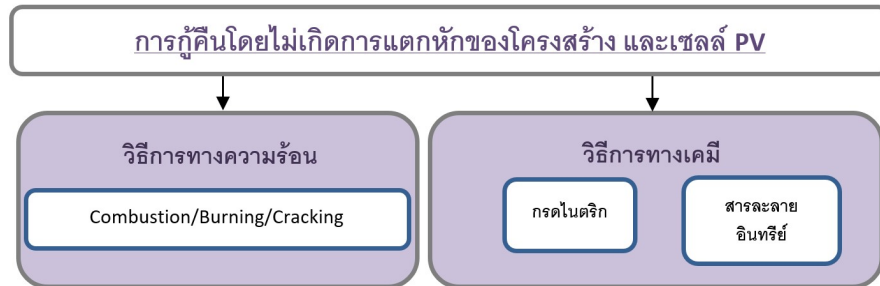 การกู้คืนโดยไม่เกิดการแตกหักของโครงสร้าง และเซลล์ PV
วิธีการทางความร้อน
Combustion/Burning/Cracking
วิธีการทางเคมี
กรดไนตริก
สารละลาย
อินทรีย์